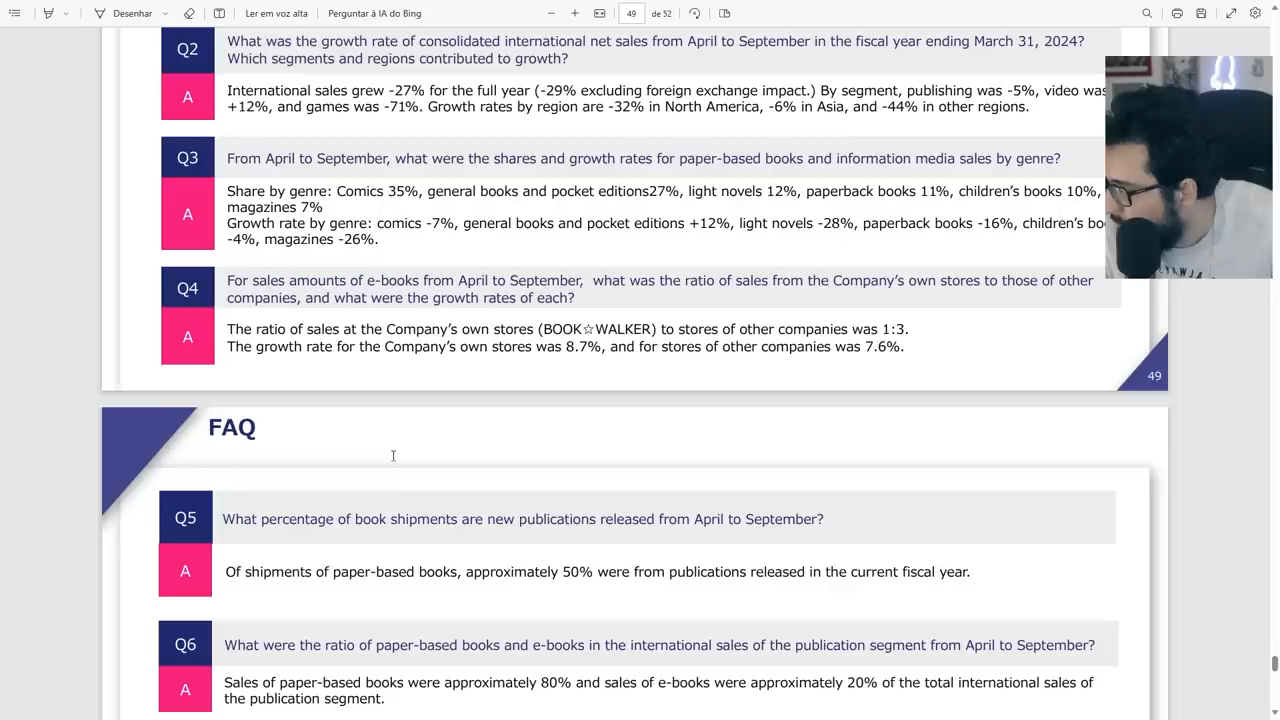 Desenhar
Ler em voz alta
Perguntar à IA do Bing
49
de 52
Q2
What was the growth rate of consolidated international net sales from April to September in the fiscal year ending March 31, 2024?
Which segments and regions contributed to growth?
A
International sales grew -27% for the full year (-29% excluding foreign exchange impact.) By segment, publishing was -5%, video was
+12%, and games was -71%. Growth rates by region are -32% in North America, -6% in Asia, and -44% in other regions.
Q3
From April to September, what were the shares and growth rates for paper-based books and information media sales by genre?
A
Share by genre: Comics 35%, general books and pocket editions27%, light novels 12%, paperback books 11%, children's books 10%,
magazines 7%
Growth rate by genre: comics -7%, general books and pocket editions +12%, light novels -28%, paperback books -16%, children's bo
-4%, magazines -26%.
Q4
For sales amounts of e-books from April to September, what was the ratio of sales from the Company's own stores to those of other
companies, and what were the growth rates of each?
A
The ratio of sales at the Company's own stores (BOOK☆WALKER) to stores of other companies was 1:3.
The growth rate for the Company's own stores was 8.7%, and for stores of other companies was 7.6%.
49
FAQ
Q5
What percentage of book shipments are new publications released from April to September?
A
Of shipments of paper-based books, approximately 50% were from publications released in the current fiscal year.
Q6
What were the ratio of paper-based books and e-books in the international sales of the publication segment from April to September?
A
Sales of paper-based books were approximately 80% and sales of e-books were approximately 20% of the total international sales of
the publication segment.